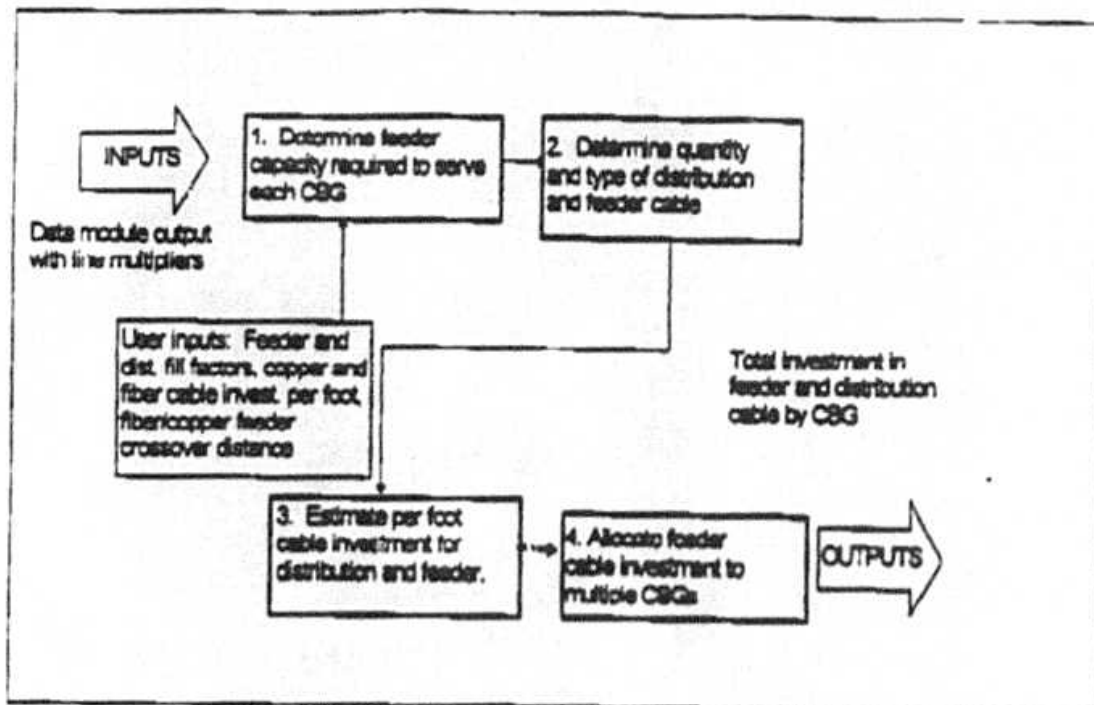 INPUTS
Data module output
with line multipliers
1. Determine feeder
capacity required to serve
each CBG
2. Determine quantity
and type of distribution
and feeder cable
User inputs: Feeder and
dist. fill factors, copper and
fiber cable invest. per foot,
fiber/copper feeder
crossover distance
Total investment in
feeder and distribution
cable by CBG
3. Estimate per foot
cable investment for
distribution and feeder.
4. Allocate feeder
cable investment to
multiple CBGs
OUTPUTS